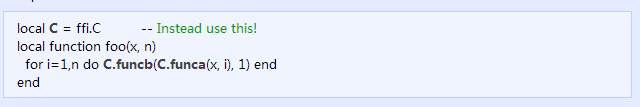 local C = ffi.C          -- Instead use this!
local function foo(x, n)
  for i=1,n do C.funcb(C.funca(x, i), 1) end
end